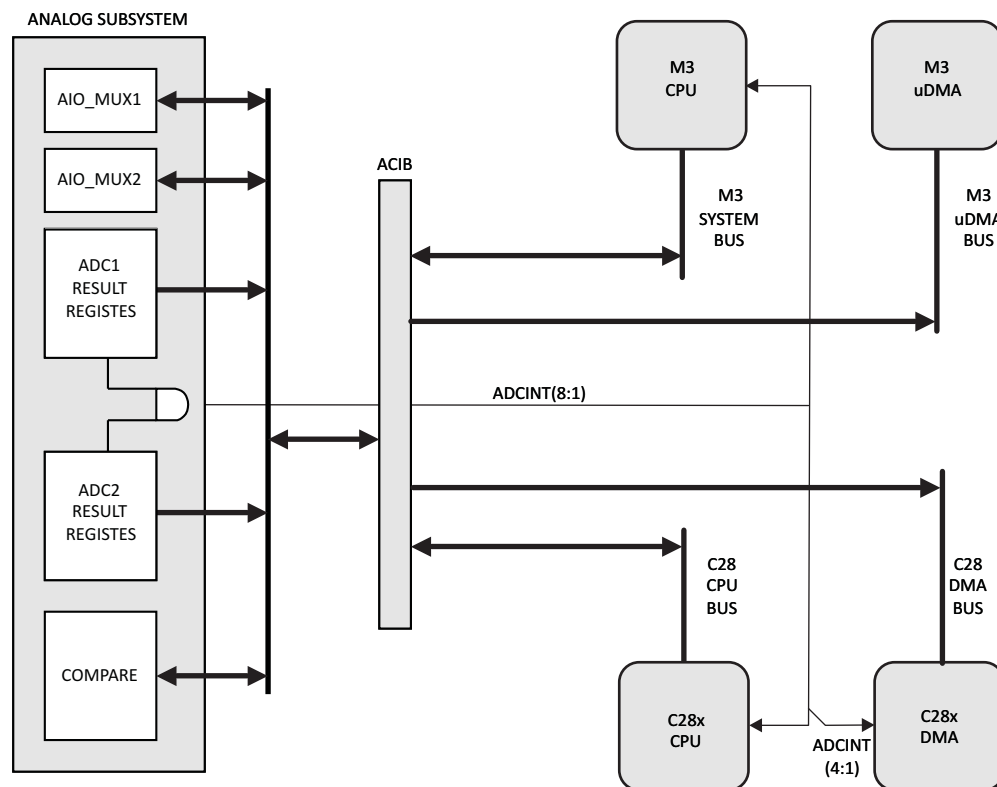 ANALOG SUBSYSTEM
AIO_MUX1
AIO_MUX2
ADC1
RESULT
REGISTES
ADC2
RESULT
REGISTES
COMPARE
ACIB
ADCINT(8:1)
M3
CPU
M3
uDMA
M3
SYSTEM
BUS
M3
uDMA
BUS
C28
CPU
BUS
C28
DMA
BUS
C28x
CPU
ADCINT
(4:1)
C28x
DMA